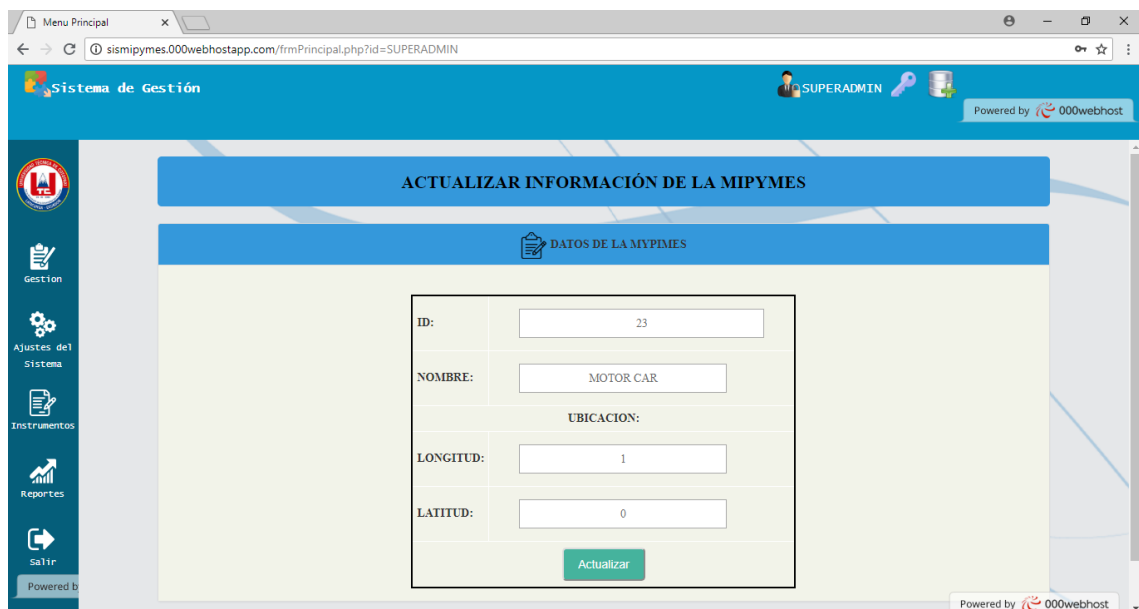 Menu Principal
sismipymes.000webhostapp.com/frmPrincipal.php?id=SUPERADMIN
Sistema de Gestión
SUPERADMIN
Powered by 000webhost
ACTUALIZAR INFORMACIÓN DE LA MIPYMES
DATOS DE LA MYPIMES
Gestion
Ajustes del
Sistema
Instrumentos
Reportes
Salir
Powered b
ID:
23
NOMBRE:
MOTOR CAR
UBICACION:
LONGITUD:
1
LATITUD:
0
Actualizar
Powered by 000webhost